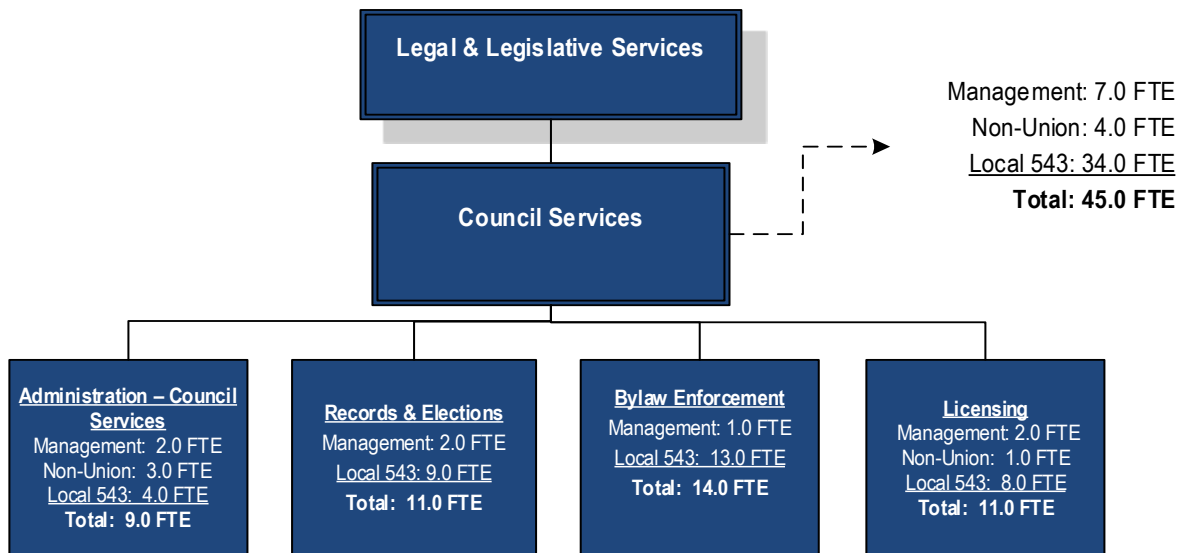 Legal & Legislative Services
Management: 7.0 FTE
Non-Union: 4.0 FTE
Local 543: 34.0 FTE
Total: 45.0 FTE
Council Services
Administration – Council
Services
Management: 2.0 FTE
Non-Union: 3.0 FTE
Local 543: 4.0 FTE
Total: 9.0 FTE
Records & Elections
Management: 2.0 FTE
Local 543: 9.0 FTE
Total: 11.0 FTE
Bylaw Enforcement
Management: 1.0 FTE
Local 543: 13.0 FTE
Total: 14.0 FTE
Licensing
Management: 2.0 FTE
Non-Union: 1.0 FTE
Local 543: 8.0 FTE
Total: 11.0 FTE